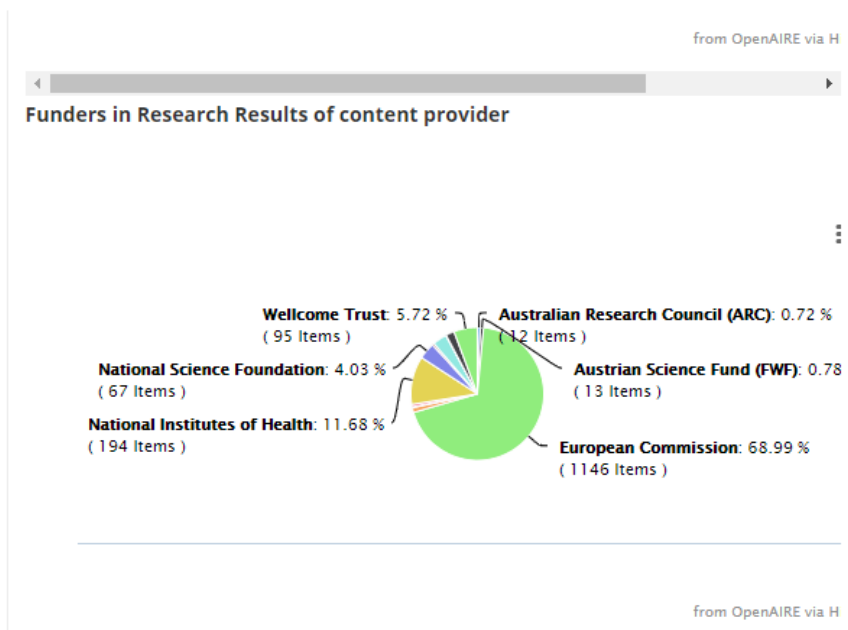 from OpenAIRE via H
Funders in Research Results of content provider
Wellcome Trust: 5.72 %
( 95 Items )
Australian Research Council (ARC): 0.72 %
( 12 Items )
National Science Foundation: 4.03 %
( 67 Items )
Austrian Science Fund (FWF): 0.78
( 13 Items )
National Institutes of Health: 11.68 %
( 194 Items )
European Commission: 68.99 %
( 1146 Items )
from OpenAIRE via H